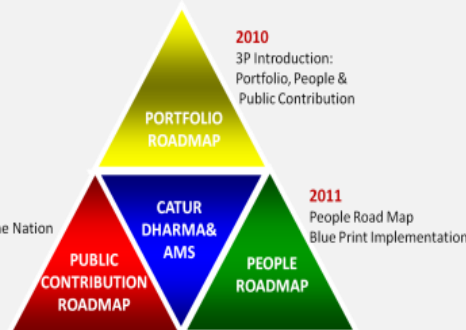 2010
3P Introduction:
Portfolio, People &
Public Contribution
PORTFOLIO
ROADMAP
2011
People Road Map
Blue Print Implementation
CATUR
DHARMA&
AMS
Nation
PUBLIC
CONTRIBUTION
ROADMAP
PEOPLE
ROADMAP